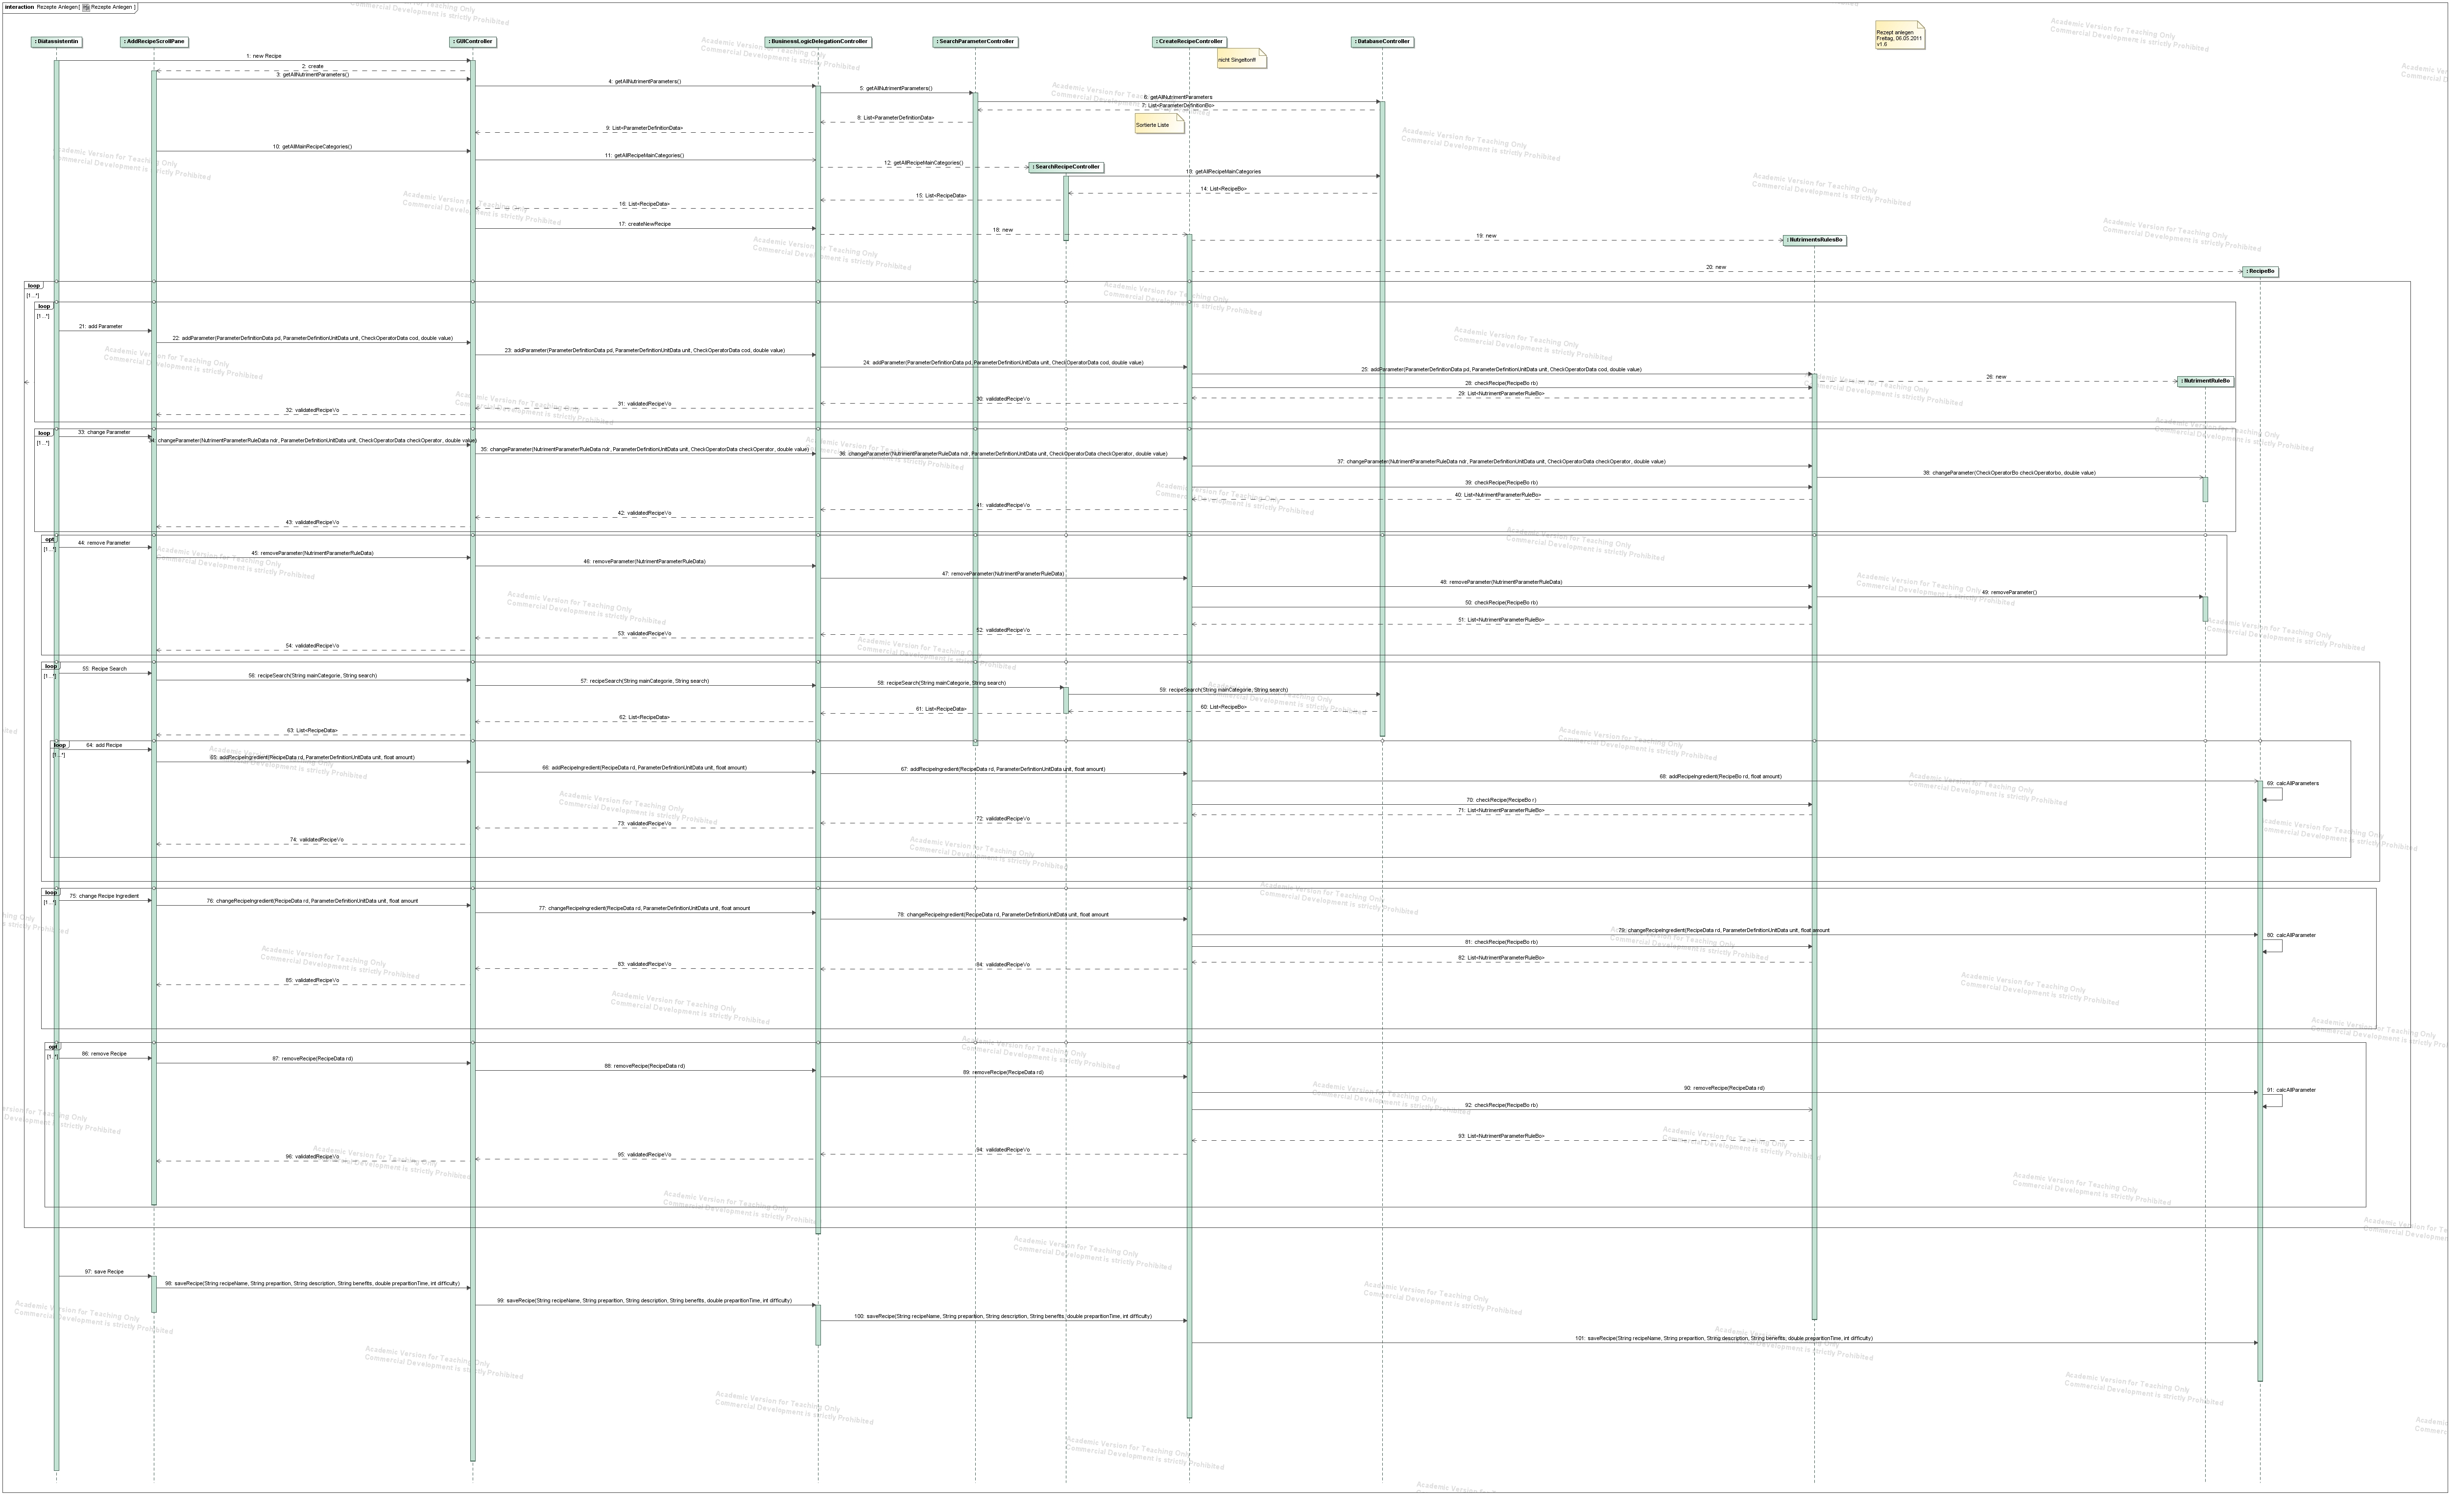 interaction Rezepte Anlegen[ Rezepte Anlegen ]
: Diätassistentin
: AddRecipeScrollPane
: GUIController
: BusinessLogicDelegationController
: SearchParameterController
: CreateRecipeController
: DatabaseController
Rezept anlegen
Freitag, 06.05.2011
v1.6
nicht Singelton!!
1: new Recipe
2: create
3: getAllNutrimentParameters()
4: getAllNutrimentParameters()
5: getAllNutrimentParameters()
6: getAllNutrimentParameters
7: List<ParameterDefinitionBo>
8: List<ParameterDefinitionData>
9: List<ParameterDefinitionData>
Sortierte Liste
10: getAllMainRecipeCategories()
11: getAllRecipeMainCategories()
12: getAllRecipeMainCategories()
: SearchRecipeController
13: getAllRecipeMainCategories
14: List<RecipeBo>
15: List<RecipeData>
16: List<RecipeData>
17: createNewRecipe
18: new
19: new
: NutrimentsRulesBo
20: new
: RecipeBo
loop
[1...*]
loop
[1...*]
21: add Parameter
22: addParameter(ParameterDefinitionData pd, ParameterDefinitionUnitData unit, CheckOperatorData cod, double value)
23: addParameter(ParameterDefinitionData pd, ParameterDefinitionUnitData unit, CheckOperatorData cod, double value)
24: addParameter(ParameterDefinitionData pd, ParameterDefinitionUnitData unit, CheckOperatorData cod, double value)
25: addParameter(ParameterDefinitionData pd, ParameterDefinitionUnitData unit, CheckOperatorData cod, double value)
26: new
: NutrimentRuleBo
28: checkRecipe(RecipeBo rb)
29: List<NutrimentParameterRuleBo>
30: validatedRecipeVo
31: validatedRecipeVo
32: validatedRecipeVo
loop
[1...*]
33: change Parameter
34: changeParameter(NutrimentParameterRuleData ndr, ParameterDefinitionUnitData unit, CheckOperatorData checkOperator, double value)
35: changeParameter(NutrimentParameterRuleData ndr, ParameterDefinitionUnitData unit, CheckOperatorData checkOperator, double value)
36: changeParameter(NutrimentParameterRuleData ndr, ParameterDefinitionUnitData unit, CheckOperatorData checkOperator, double value)
37: changeParameter(NutrimentParameterRuleData ndr, ParameterDefinitionUnitData unit, CheckOperatorData checkOperator, double value)
38: changeParameter(CheckOperatorBo checkOperatorbo, double value)
39: checkRecipe(RecipeBo rb)
40: List<NutrimentParameterRuleBo>
41: validatedRecipeVo
42: validatedRecipeVo
43: validatedRecipeVo
opt
[1...*]
44: remove Parameter
45: removeParameter(NutrimentParameterRuleData)
46: removeParameter(NutrimentParameterRuleData)
47: removeParameter(NutrimentParameterRuleData)
48: removeParameter(NutrimentParameterRuleData)
49: removeParameter()
50: checkRecipe(RecipeBo rb)
51: List<NutrimentParameterRuleBo>
52: validatedRecipeVo
53: validatedRecipeVo
54: validatedRecipeVo
loop
[1...*]
55: Recipe Search
56: recipeSearch(String mainCategorie, String search)
57: recipeSearch(String mainCategorie, String search)
58: recipeSearch(String mainCategorie, String search)
59: recipeSearch(String mainCategorie, String search)
60: List<RecipeBo>
61: List<RecipeData>
62: List<RecipeData>
63: List<RecipeData>
loop
[1...*]
64: add Recipe
65: addRecipeIngredient(RecipeData rd, ParameterDefinitionUnitData unit, float amount)
66: addRecipeIngredient(RecipeData rd, ParameterDefinitionUnitData unit, float amount)
67: addRecipeIngredient(RecipeData rd, ParameterDefinitionUnitData unit, float amount)
68: addRecipeIngredient(RecipeBo rd, float amount)
69: calcAllParameters
70: checkRecipe(RecipeBo r)
71: List<NutrimentParameterRuleBo>
72: validatedRecipeVo
73: validatedRecipeVo
74: validatedRecipeVo
loop
[1...*]
75: change Recipe Ingredient
76: changeRecipeIngredient(RecipeData rd, ParameterDefinitionUnitData unit, float amount
77: changeRecipeIngredient(RecipeData rd, ParameterDefinitionUnitData unit, float amount
78: changeRecipeIngredient(RecipeData rd, ParameterDefinitionUnitData unit, float amount
79: changeRecipeIngredient(RecipeData rd, ParameterDefinitionUnitData unit, float amount
80: calcAllParameter
81: checkRecipe(RecipeBo rb)
82: List<NutrimentParameterRuleBo>
83: validatedRecipeVo
84: validatedRecipeVo
85: validatedRecipeVo
opt
[1..*]
86: remove Recipe
87: removeRecipe(RecipeData rd)
88: removeRecipe(RecipeData rd)
89: removeRecipe(RecipeData rd)
90: removeRecipe(RecipeData rd)
91: calcAllParameter
92: checkRecipe(RecipeBo rb)
93: List<NutrimentParameterRuleBo>
94: validatedRecipeVo
95: validatedRecipeVo
96: validatedRecipeVo
97: save Recipe
98: saveRecipe(String recipeName, String preparition, String description, String benefits, double preparitionTime, int difficulty)
99: saveRecipe(String recipeName, String preparition, String description, String benefits, double preparitionTime, int difficulty)
100: saveRecipe(String recipeName, String preparition, String description, String benefits, double preparitionTime, int difficulty)
101: saveRecipe(String recipeName, String preparition, String description, String benefits, double preparitionTime, int difficulty)
Academic Version for Teaching Only
Commercial Development is strictly Prohibited